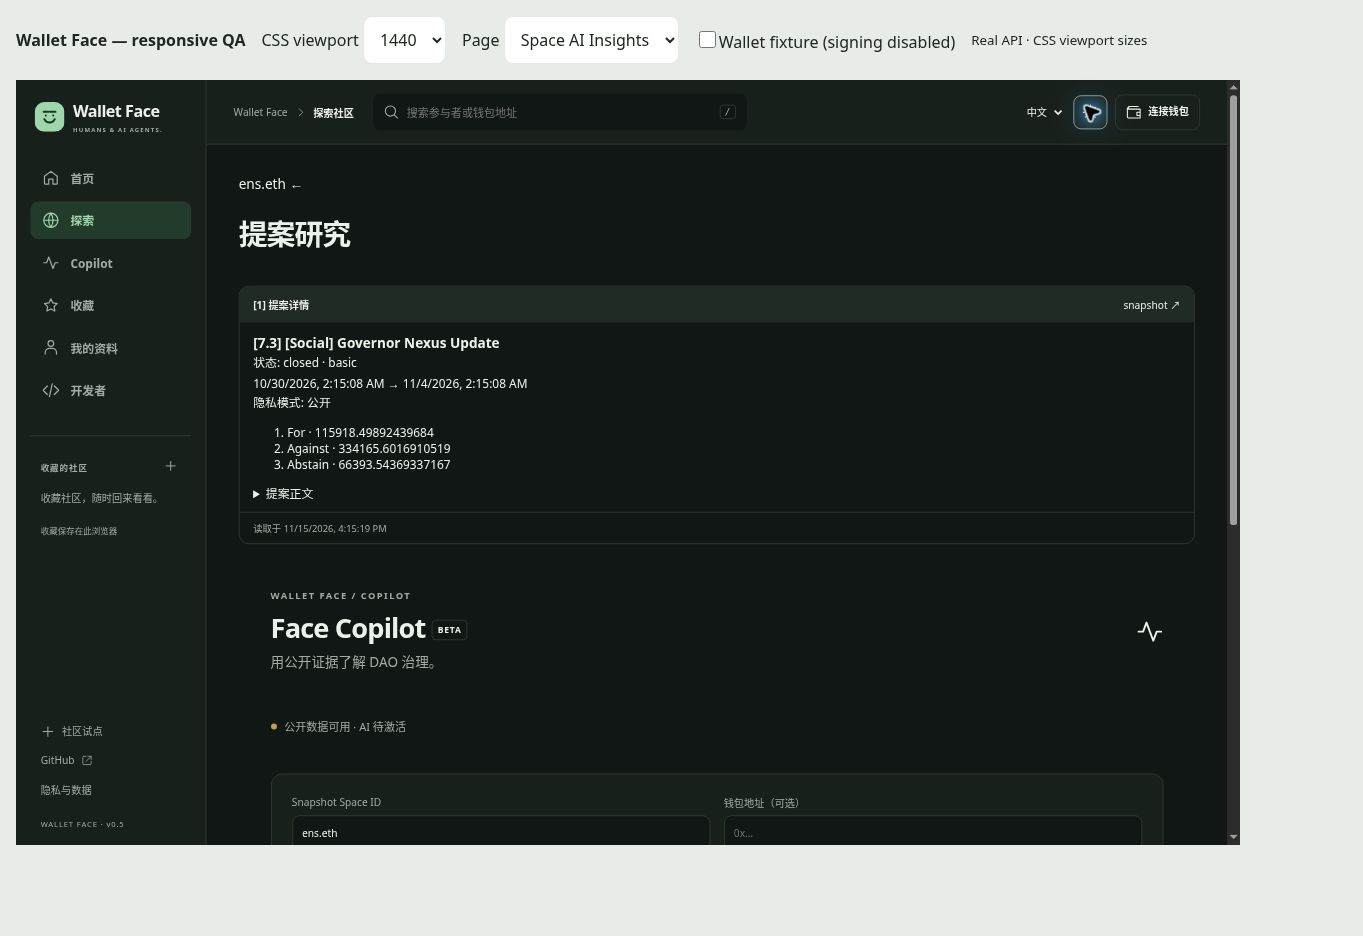 Wallet Face — responsive QA CSS viewport 1440 Page Space AI Insights Wallet fixture (signing disabled) Real API · CSS viewport sizes
Wallet Face
HUMANS & AI AGENTS.
首页
探索
Copilot
收藏
我的资料
开发者
收藏的社区 +
收藏社区，随时回来看看。
收藏保存在此浏览器
社区试点
GitHub
隐私与数据
WALLET FACE · v0.5
Wallet Face > 探索社区 搜索参与者或钱包地址 / 中文 连接钱包
ens.eth ←
提案研究
[1] 提案详情 snapshot ↗
[7.3] [Social] Governor Nexus Update
状态: closed · basic
10/30/2026, 2:15:08 AM → 11/4/2026, 2:15:08 AM
隐私模式: 公开
1. For · 115918.49892439684
2. Against · 334165.6016910519
3. Abstain · 66393.54369337167
▶ 提案正文
读取于 11/15/2026, 4:15:19 PM
WALLET FACE / COPILOT
Face Copilot BETA
用公开证据了解 DAO 治理。
公开数据可用 · AI 待激活
Snapshot Space ID 钱包地址（可选）
ens.eth 0x...